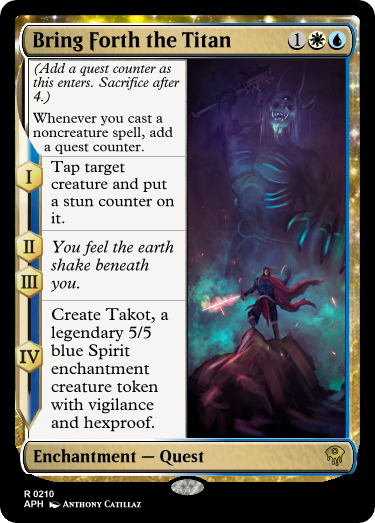 Bring Forth the Titan 1
(Add a quest counter as
this enters. Sacrifice after
4.)
Whenever you cast a
noncreature spell, add
a quest counter.
I
Tap target
creature and put
a stun counter on
it.
II
III
You feel the earth
shake beneath
you.
IV
Create Takot, a
legendary 5/5
blue Spirit
enchantment
creature token
with vigilance
and hexproof.
Enchantment — Quest
R 0210
APH Anthony Catillaz